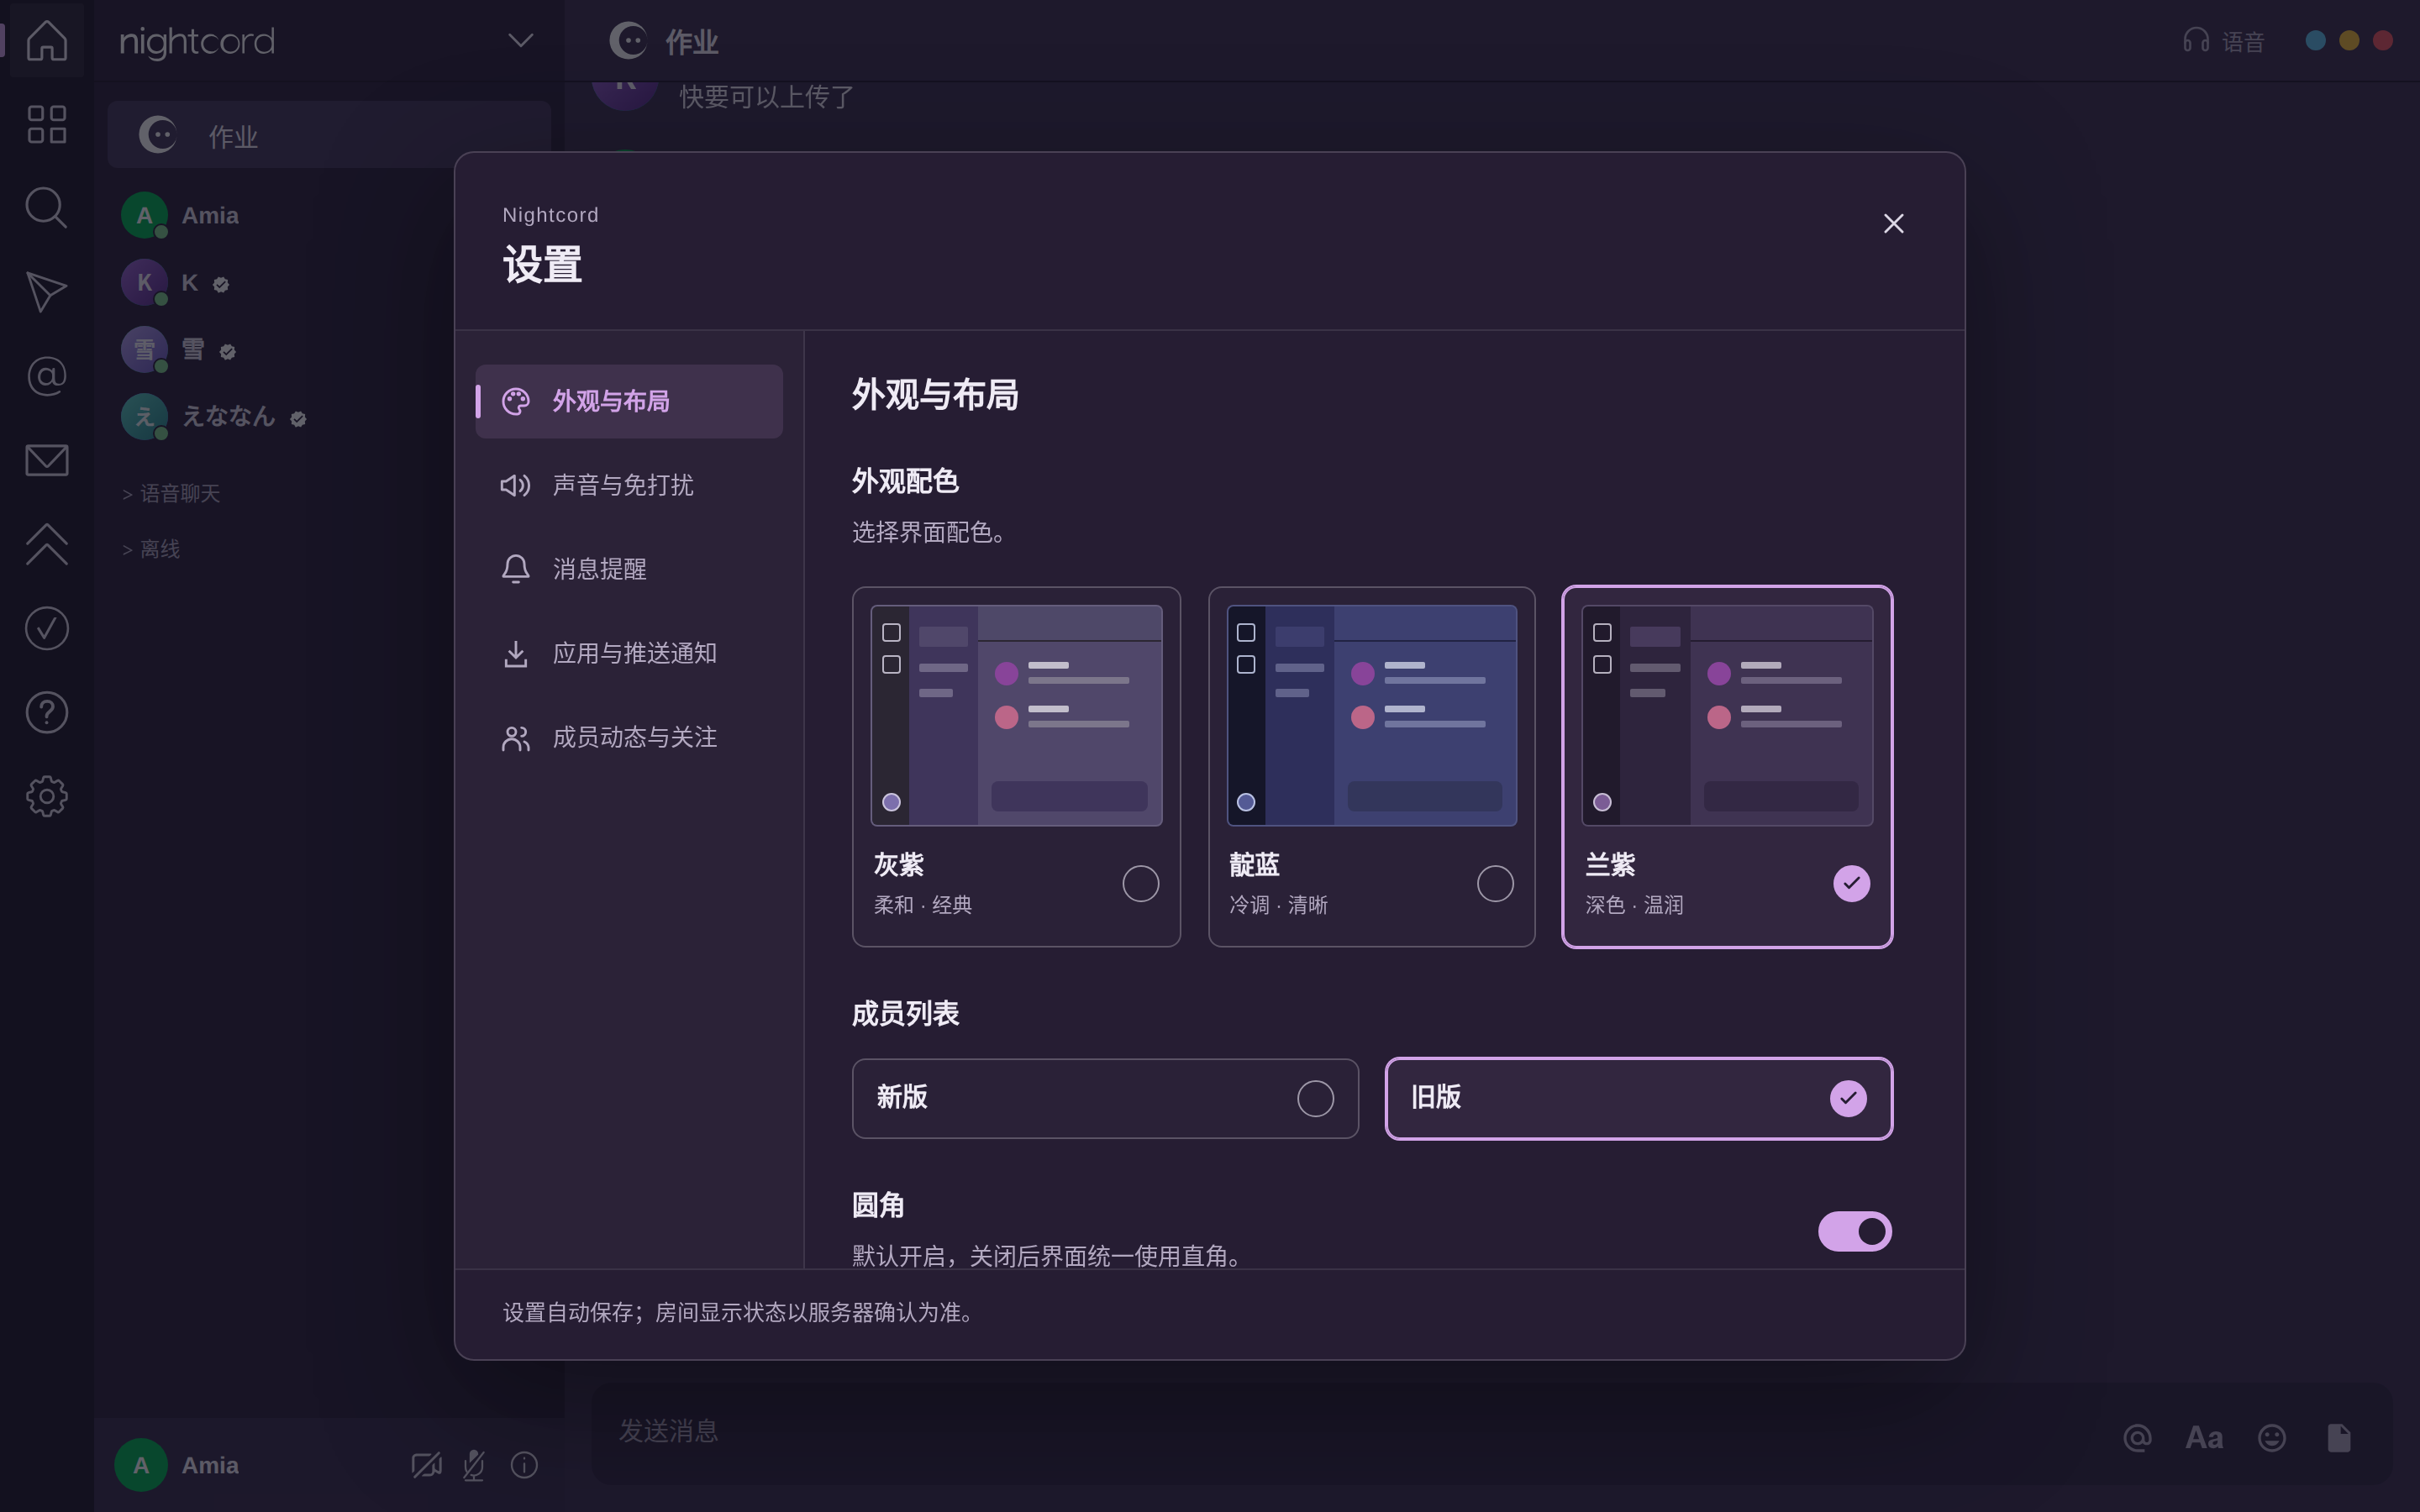 nightcord
作业
语音
作业
快要可以上传了
A Amia
K K
雪 雪
え えななん
> 语音聊天
> 离线
Nightcord
设置
外观与布局
声音与免打扰
消息提醒
应用与推送通知
成员动态与关注
外观与布局
外观配色
选择界面配色。
灰紫
柔和 · 经典
靛蓝
冷调 · 清晰
兰紫
深色 · 温润
成员列表
新版
旧版
圆角
默认开启，关闭后界面统一使用直角。
设置自动保存；房间显示状态以服务器确认为准。
发送消息
Aa
A Amia